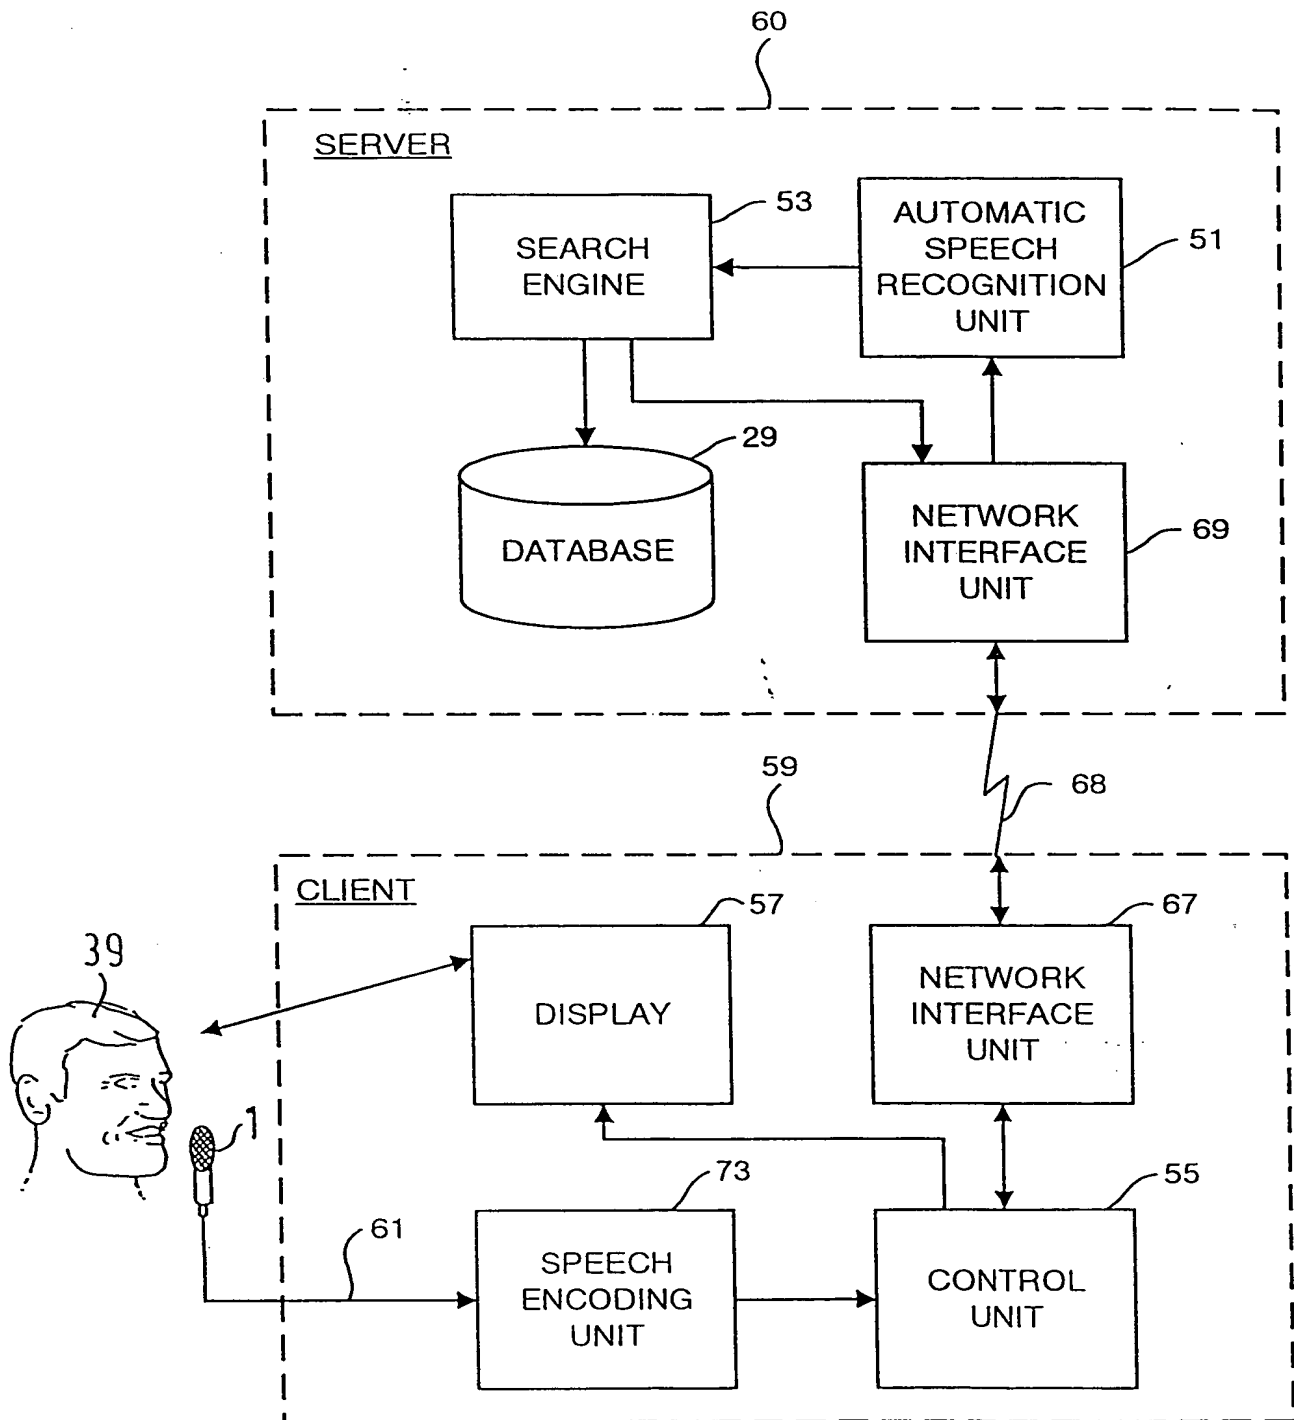 60
SERVER
53
SEARCH
ENGINE
AUTOMATIC
SPEECH
RECOGNITION
UNIT
51
29
DATABASE
NETWORK
INTERFACE
UNIT
69
68
59
CLIENT
57
DISPLAY
67
NETWORK
INTERFACE
UNIT
39
1
61
73
SPEECH
ENCODING
UNIT
55
CONTROL
UNIT